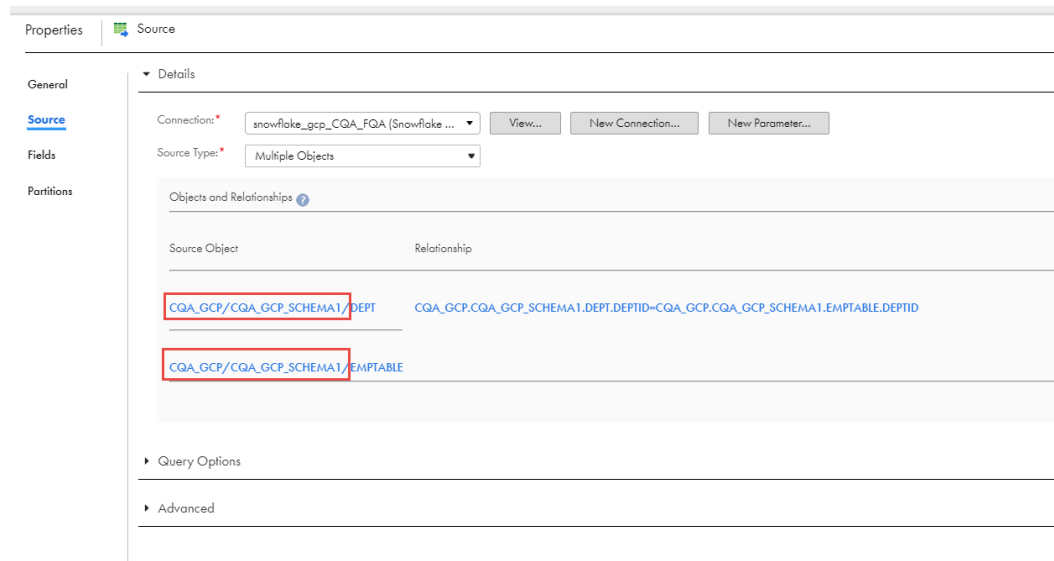 Properties Source
General
Source
Fields
Partitions
Details
Connection:* snowflake_gcp_CQA_FQA (Snowflake ... View... New Connection... New Parameter...
Source Type:* Multiple Objects
Objects and Relationships ?
Source Object Relationship
CQA_GCP/CQA_GCP_SCHEMA1/DEPT CQA_GCP.CQA_GCP_SCHEMA1.DEPT.DEPTID=CQA_GCP.CQA_GCP_SCHEMA1.EMPTABLE.DEPTID
CQA_GCP/CQA_GCP_SCHEMA1/EMPTABLE
Query Options
Advanced